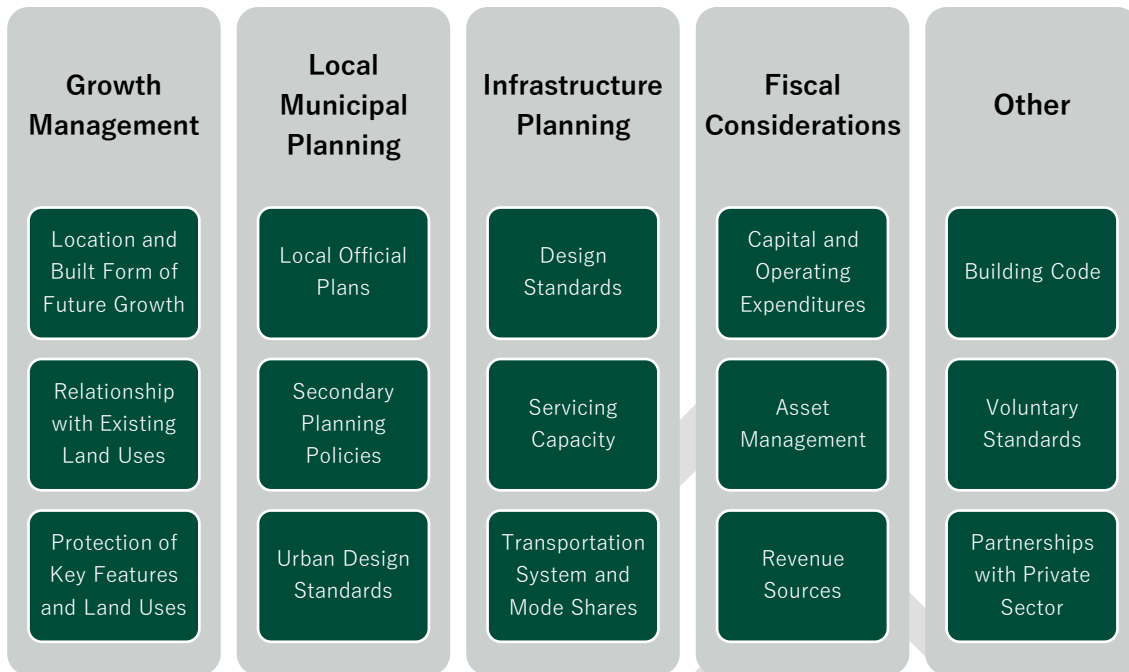 Growth
Management
Location and
Built Form of
Future Growth
Relationship
with Existing
Land Uses
Protection of
Key Features
and Land Uses
Local
Municipal
Planning
Local Official
Plans
Secondary
Planning
Policies
Urban Design
Standards
Infrastructure
Planning
Design
Standards
Servicing
Capacity
Transportation
System and
Mode Shares
Fiscal
Considerations
Capital and
Operating
Expenditures
Asset
Management
Revenue
Sources
Other
Building Code
Voluntary
Standards
Partnerships
with Private
Sector